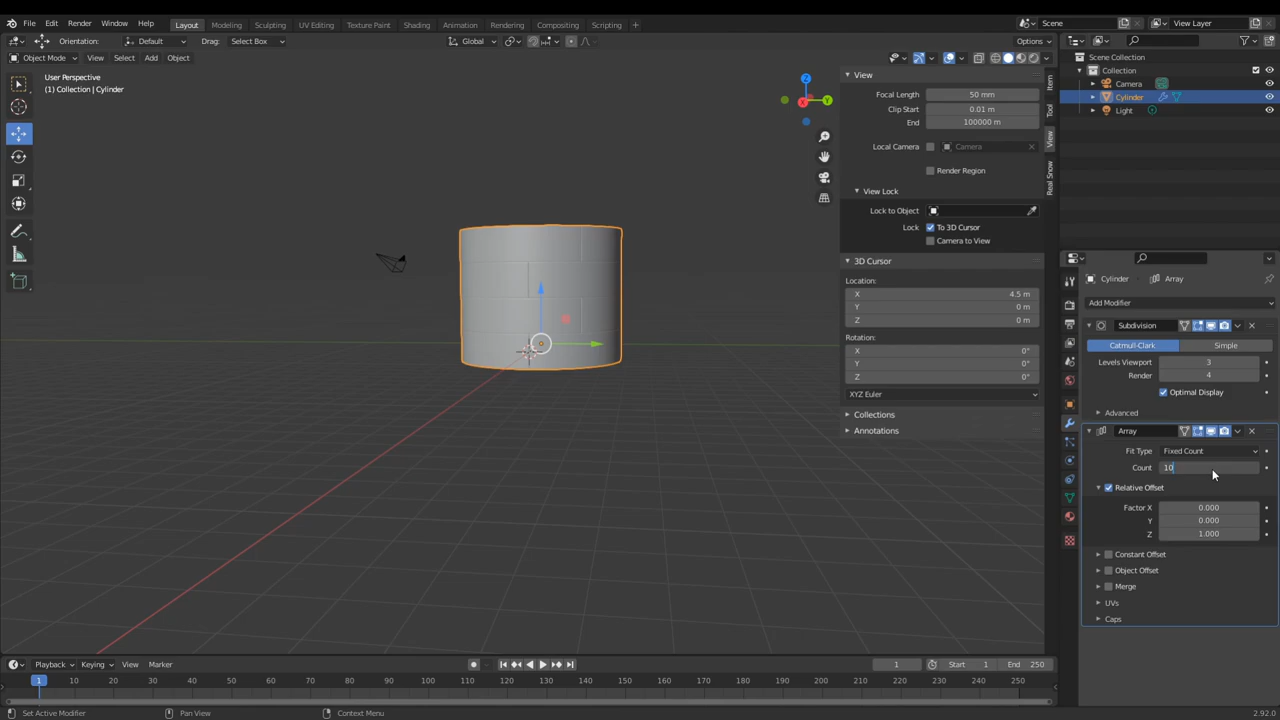 File Edit Render Window Help Layout Modeling Sculpting UV Editing Texture Paint Shading Animation Rendering Compositing Scripting + Scene View Layer
Orientation: Default Drag: Select Box Global Options
Object Mode View Select Add Object
User Perspective
(1) Collection | Cylinder
Z
Y
X
View
Focal Length 50 mm
Clip Start 0.01 m
End 100000 m
Local Camera Camera
Render Region
View Lock
Lock to Object
Lock To 3D Cursor
Camera to View
3D Cursor
Location:
X 4.5 m
Y 0 m
Z 0 m
Rotation:
X 0°
Y 0°
Z 0°
XYZ Euler
Collections
Annotations
Item
Tool
View
Real Snow
Scene Collection
Collection
Camera
Cylinder
Light
Cylinder Array
Add Modifier
Subdivision
Catmull-Clark Simple
Levels Viewport 3
Render 4
Optimal Display
Advanced
Array
Fit Type Fixed Count
Count 10
Relative Offset
Factor X 0.000
Y 0.000
Z 1.000
Constant Offset
Object Offset
Merge
UVs
Caps
Playback Keying View Marker 1 Start 1 End 250
1 10 20 30 40 50 60 70 80 90 100 110 120 130 140 150 160 170 180 190 200 210 220 230 240 250
Set Active Modifier Pan View Context Menu 2.92.0